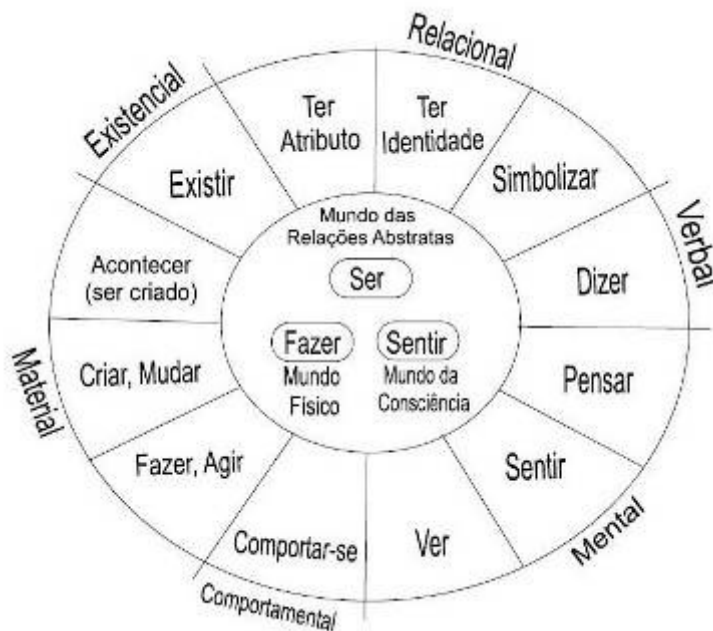 Relacional
Existencial
Verbal
Mental
Comportamental
Material
Ter
Atributo
Ter
Identidade
Simbolizar
Dizer
Pensar
Sentir
Ver
Comportar-se
Fazer, Agir
Criar, Mudar
Acontecer
(ser criado)
Existir
Mundo das
Relações Abstratas
Ser
Fazer
Mundo
Físico
Sentir
Mundo da
Consciência